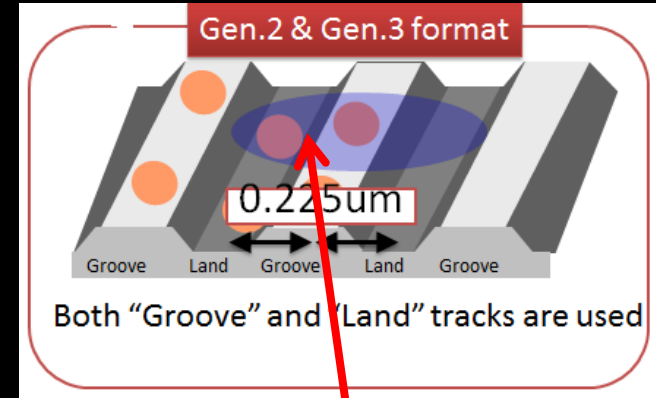 Gen.2 & Gen.3 format
0.225um
Groove Land Groove Land Groove
Both “Groove” and “Land” tracks are used